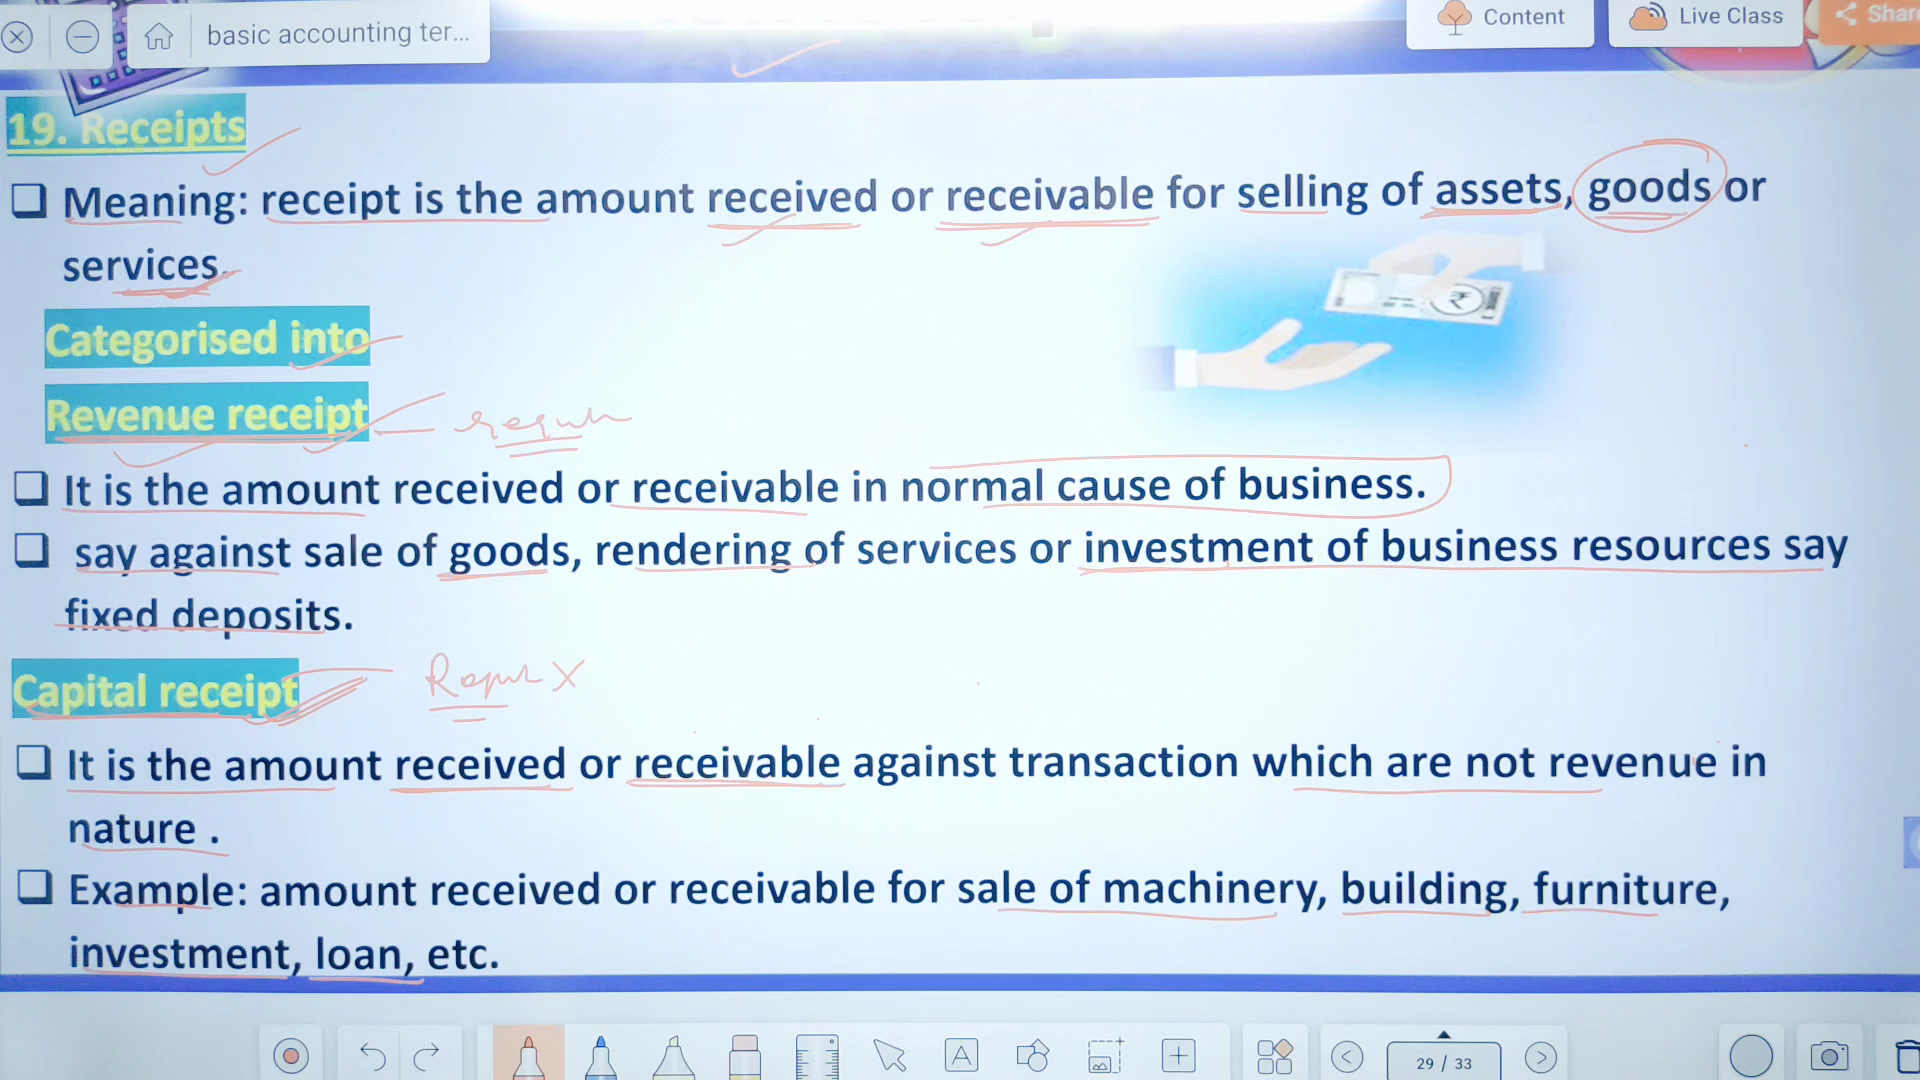 basic accounting ter...
Content
Live Class
Share
19. Receipts
Meaning: receipt is the amount received or receivable for selling of assets, goods or
services.
Categorised into
Revenue receipt
It is the amount received or receivable in normal cause of business.
say against sale of goods, rendering of services or investment of business resources say
fixed deposits.
Capital receipt
It is the amount received or receivable against transaction which are not revenue in
nature .
Example: amount received or receivable for sale of machinery, building, furniture,
investment, loan, etc.
A
29 / 33